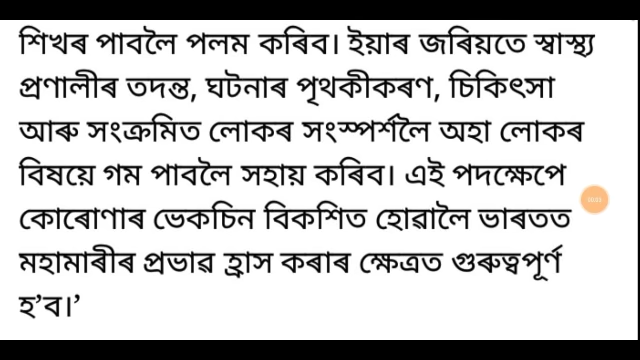 শিখৰ পাবলৈ পলম কৰিব। ইয়াৰ জৰিয়তে স্বাস্থ্য
প্ৰণালীৰ তদন্ত, ঘটনাৰ পৃথকীকৰণ, চিকিৎসা
আৰু সংক্ৰমিত লোকৰ সংস্পৰ্শলৈ অহা লোকৰ
বিষয়ে গম পাবলৈ সহায় কৰিব। এই পদক্ষেপে
কোৰোণাৰ ভেকচিন বিকশিত হোৱালৈ ভাৰতত
মহামাৰীৰ প্ৰভাৱ হ্ৰাস কৰাৰ ক্ষেত্ৰত গুৰুত্বপূৰ্ণ
হ’ব।’